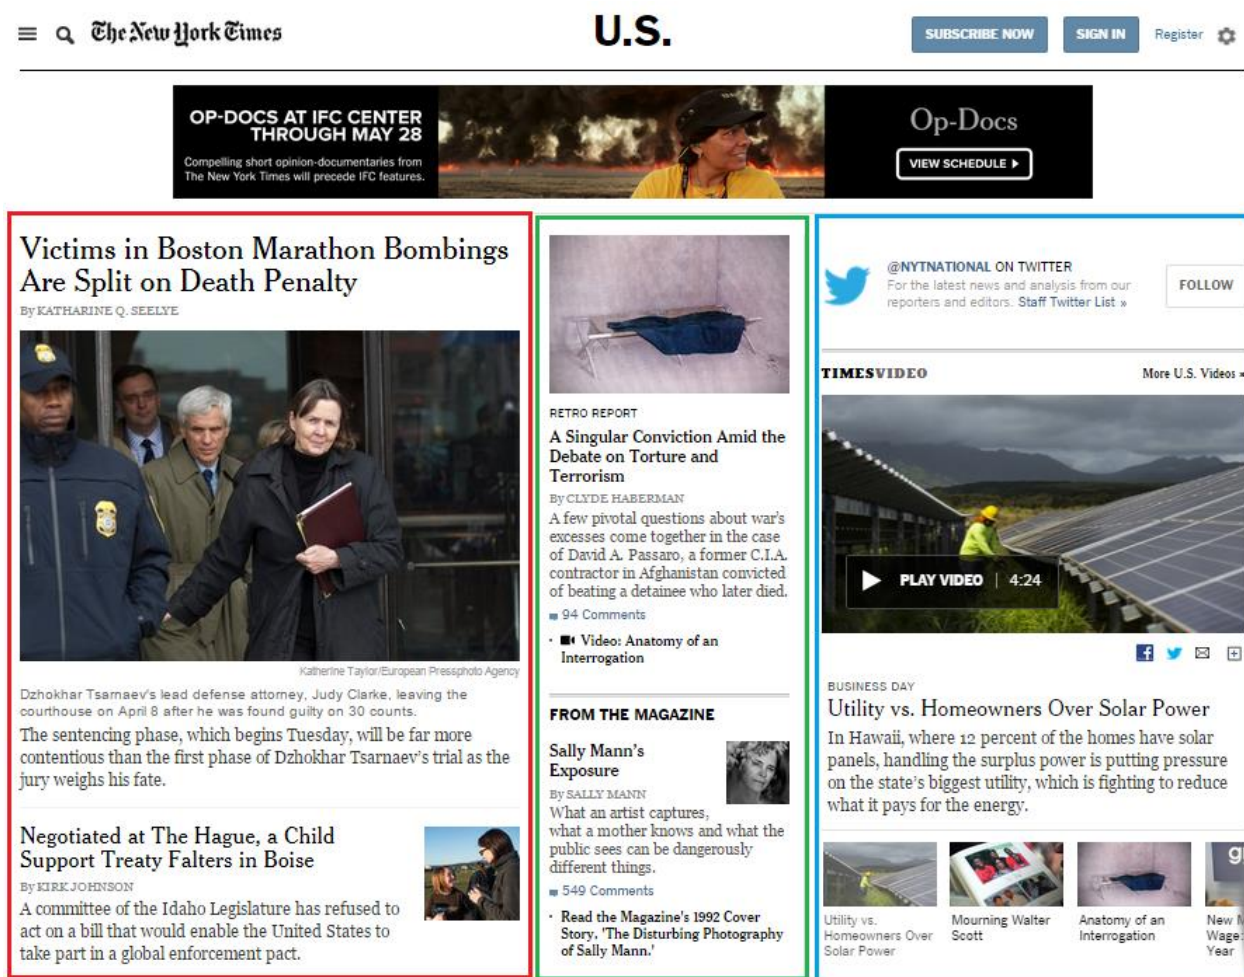 The New York Times
U.S.
SUBSCRIBE NOW
SIGN IN
Register
OP-DOCS AT IFC CENTER
THROUGH MAY 28
Compelling short opinion-documentaries from
The New York Times will precede IFC features.
Op-Docs
VIEW SCHEDULE
Victims in Boston Marathon Bombings
Are Split on Death Penalty
By KATHARINE Q. SEELYE
Katherine Taylor/European Pressphoto Agency
Dzhokhar Tsarnaev's lead defense attorney, Judy Clarke, leaving the
courthouse on April 8 after he was found guilty on 30 counts.
The sentencing phase, which begins Tuesday, will be far more
contentious than the first phase of Dzhokhar Tsarnaev's trial as the
jury weighs his fate.
Negotiated at The Hague, a Child
Support Treaty Falters in Boise
By KIRK JOHNSON
A committee of the Idaho Legislature has refused to
act on a bill that would enable the United States to
take part in a global enforcement pact.
RETRO REPORT
A Singular Conviction Amid the
Debate on Torture and
Terrorism
By CLYDE HABERMAN
A few pivotal questions about war's
excesses come together in the case
of David A. Passaro, a former C.I.A.
contractor in Afghanistan convicted
of beating a detainee who later died.
94 Comments
· Video: Anatomy of an
Interrogation
FROM THE MAGAZINE
Sally Mann's
Exposure
By SALLY MANN
What an artist captures,
what a mother knows and what the
public sees can be dangerously
different things.
549 Comments
· Read the Magazine's 1992 Cover
Story, 'The Disturbing Photography
of Sally Mann.'
@NYTNATIONAL ON TWITTER
For the latest news and analysis from our
reporters and editors. Staff Twitter List »
FOLLOW
TIMESVIDEO
More U.S. Videos »
PLAY VIDEO | 4:24
BUSINESS DAY
Utility vs. Homeowners Over Solar Power
In Hawaii, where 12 percent of the homes have solar
panels, handling the surplus power is putting pressure
on the state's biggest utility, which is fighting to reduce
what it pays for the energy.
Utility vs.
Homeowners Over
Solar Power
Mourning Walter
Scott
Anatomy of an
Interrogation
New
Wage:
Year